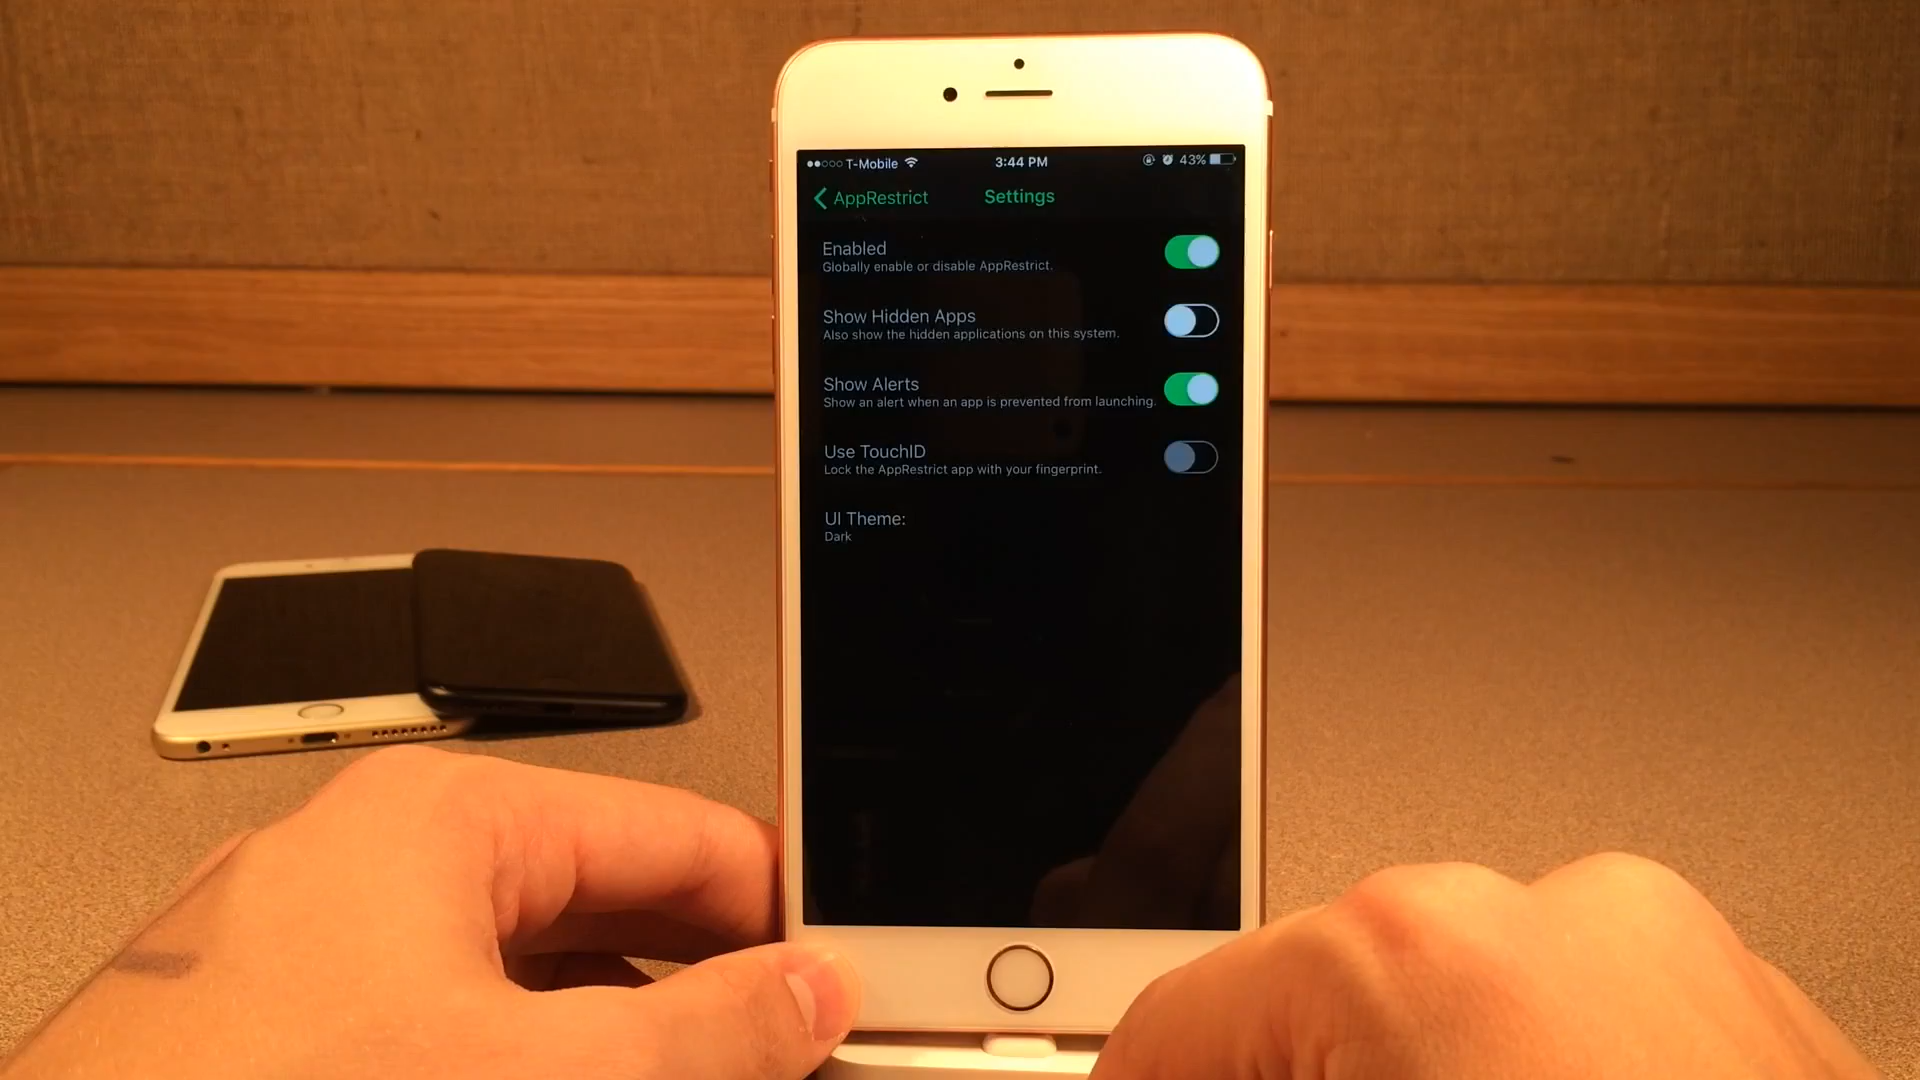 T-Mobile 3:44 PM 43%
AppRestrict Settings
Enabled
Globally enable or disable AppRestrict.
Show Hidden Apps
Also show the hidden applications on this system.
Show Alerts
Show an alert when an app is prevented from launching.
Use TouchID
Lock the AppRestrict app with your fingerprint.
UI Theme:
Dark